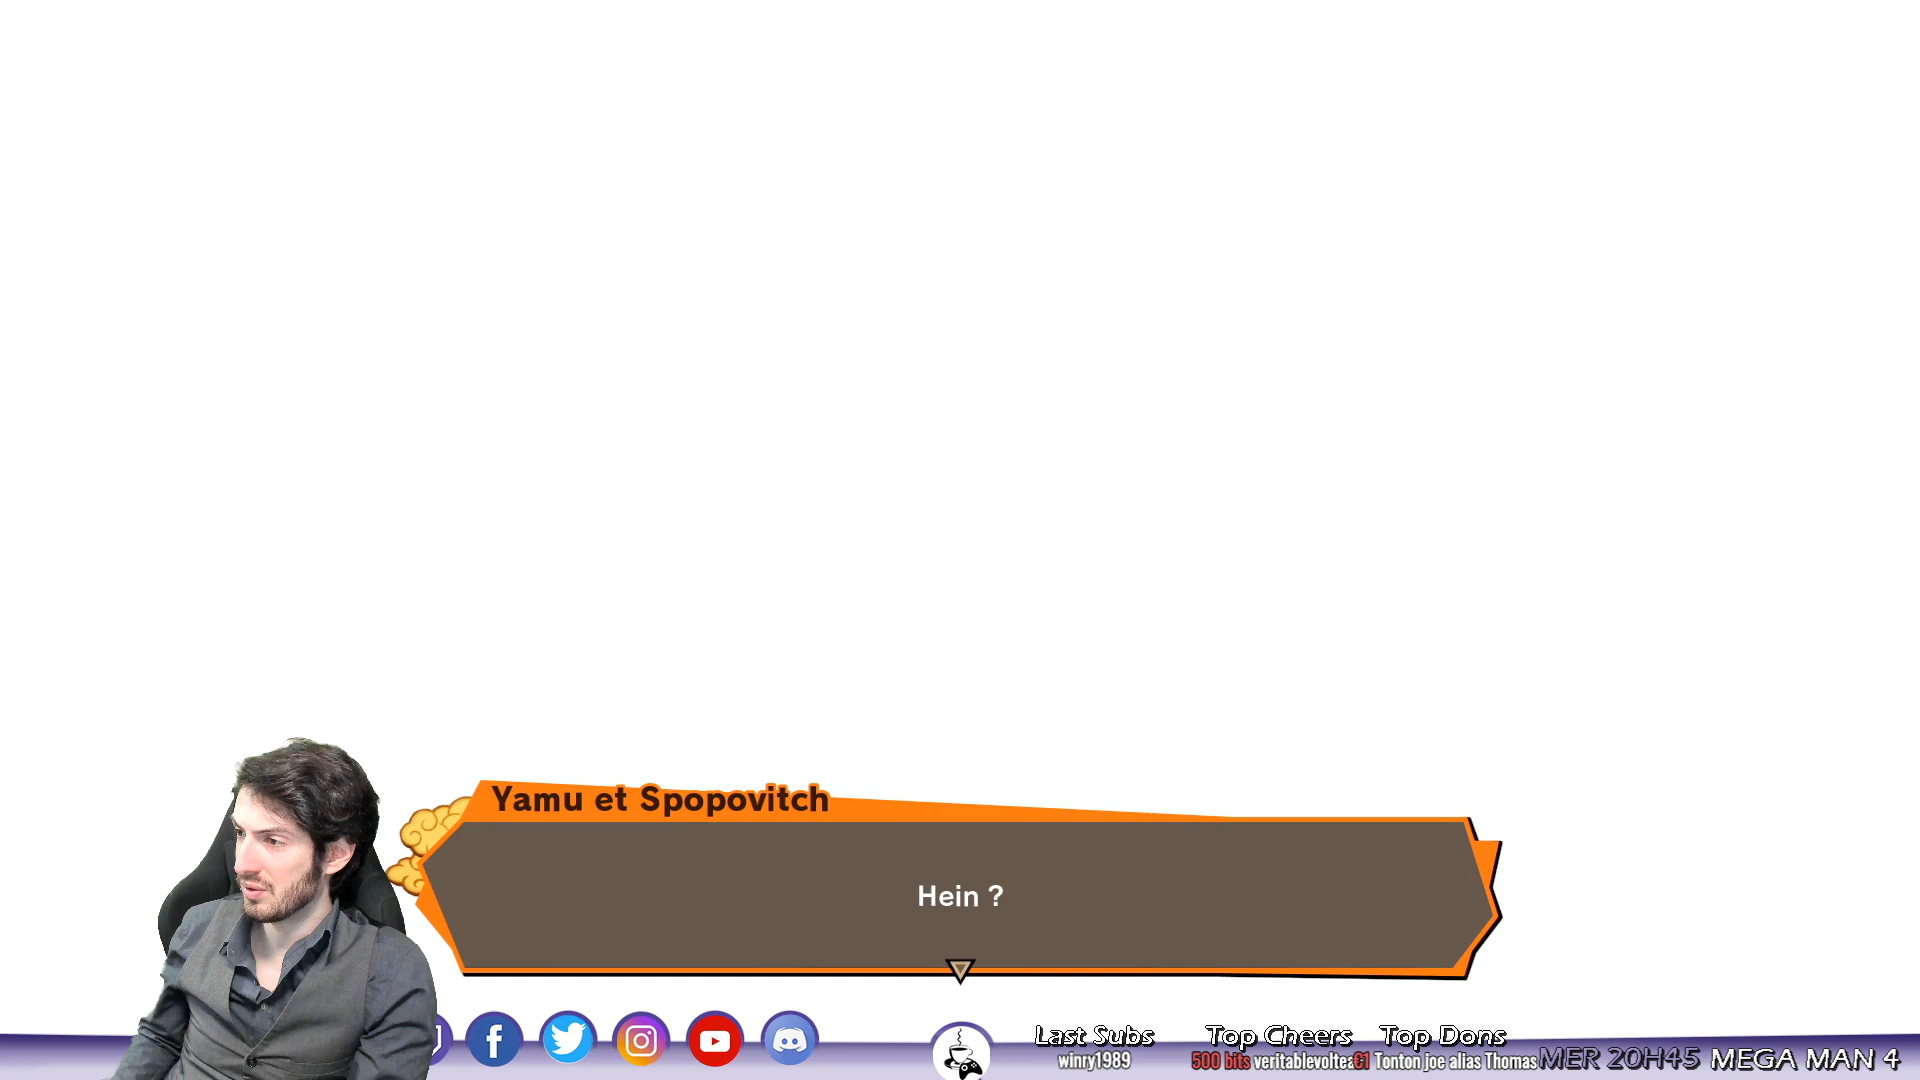 Yamu et Spopovitch
Hein ?
Last Subs
winry1989
Top Cheers
500 bits veritablevoltea
Top Dons
Tonton joe alias Thomas
MER 20H45 MEGA MAN 4